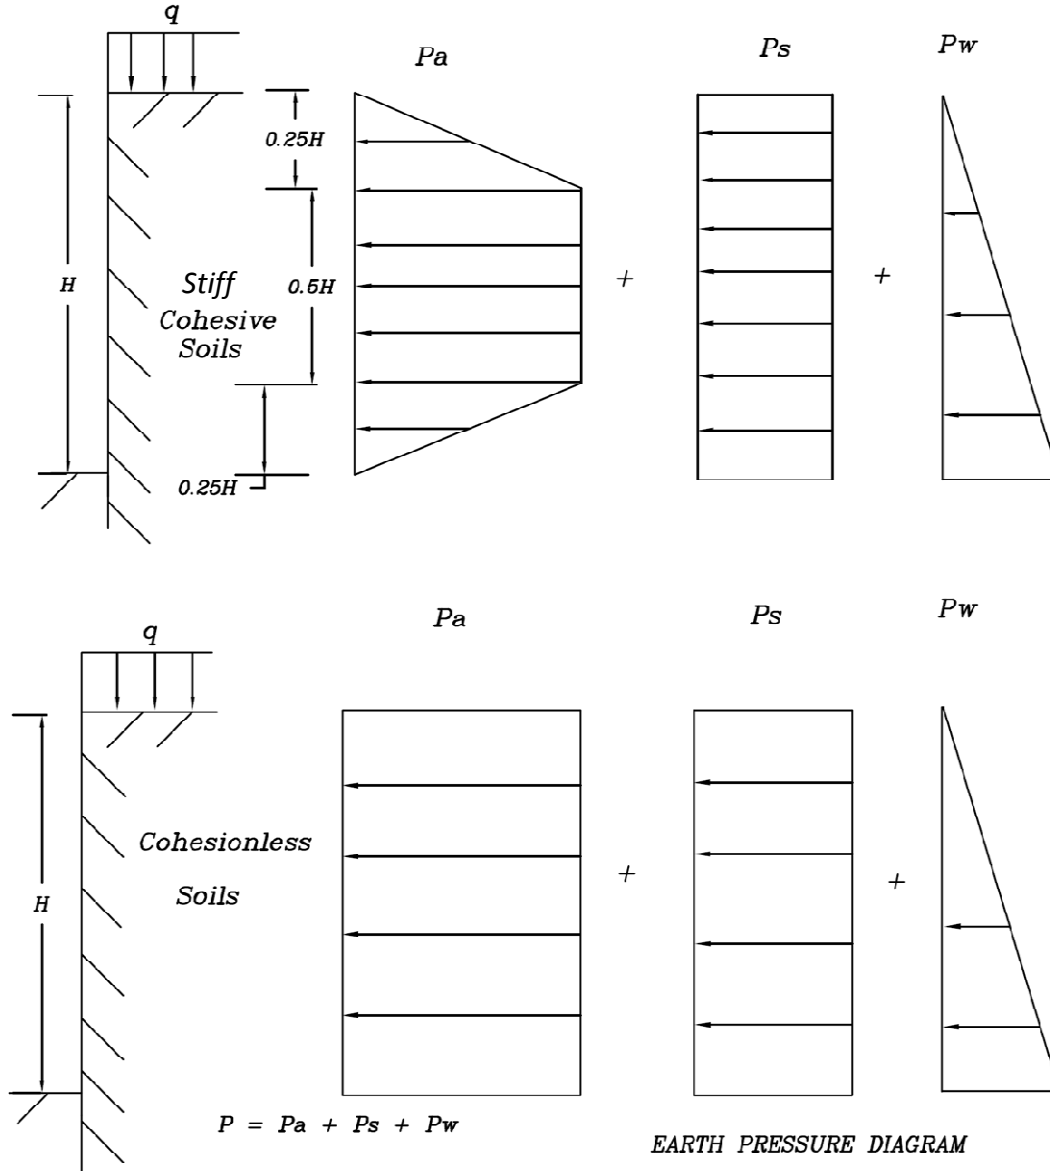 q
Pa
Ps
Pw
0.25H
H
Stiff
0.5H
+
+
Cohesive
Soils
0.25H
Pa
Ps
Pw
q
Cohesionless
+
+
Soils
H
P = Pa + Ps + Pw
EARTH PRESSURE DIAGRAM